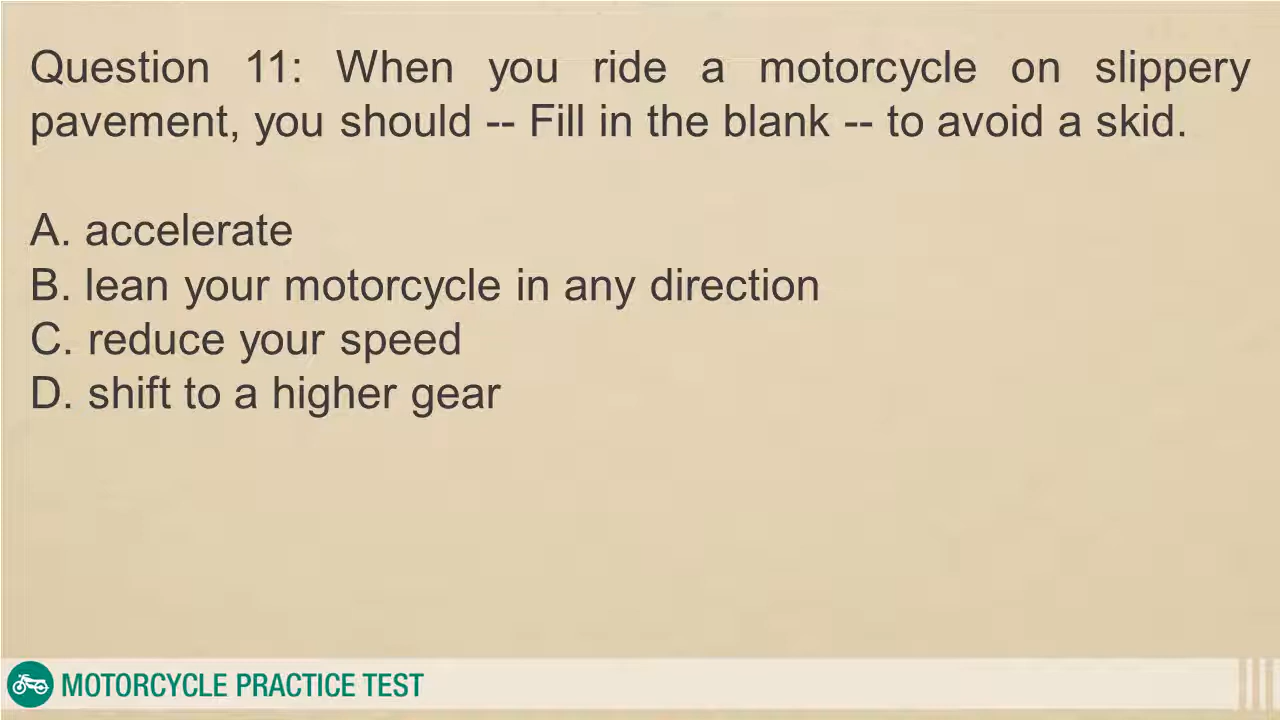 Question 11: When you ride a motorcycle on slippery
pavement, you should -- Fill in the blank -- to avoid a skid.
A. accelerate
B. lean your motorcycle in any direction
C. reduce your speed
D. shift to a higher gear
MOTORCYCLE PRACTICE TEST